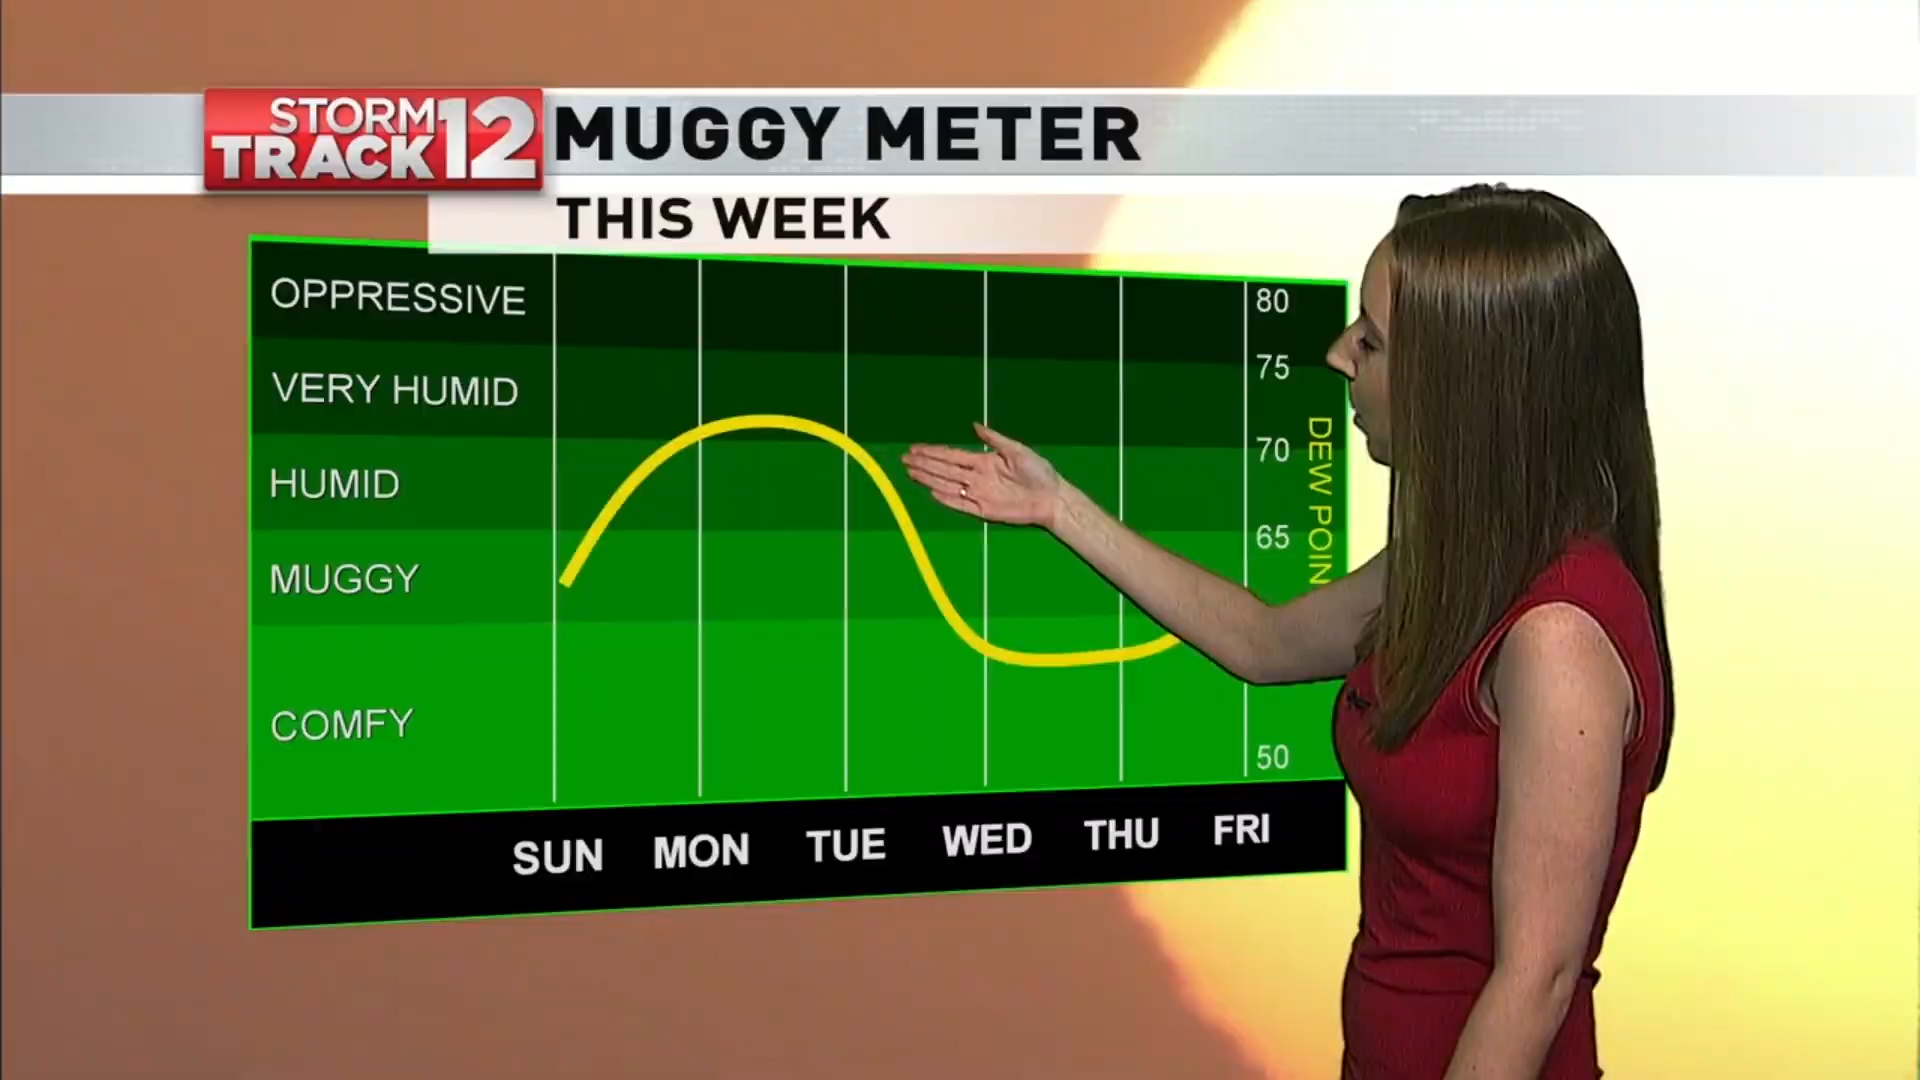 STORM
TRACK 12
MUGGY METER
THIS WEEK
OPPRESSIVE
VERY HUMID
HUMID
MUGGY
COMFY
80
75
70
65
50
DEW POIN
SUN MON TUE WED THU FRI